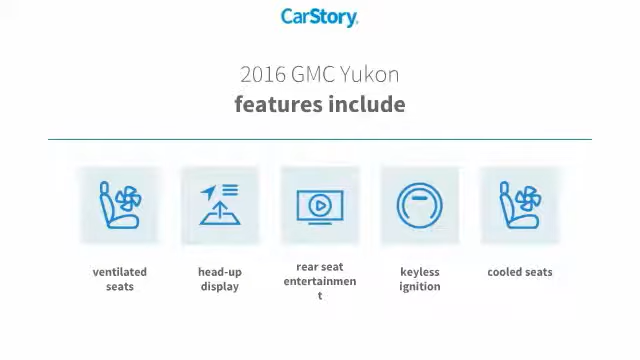 CarStory.
2016 GMC Yukon
features include
ventilated
seats
head-up
display
rear seat
entertainmen
t
keyless
ignition
cooled seats